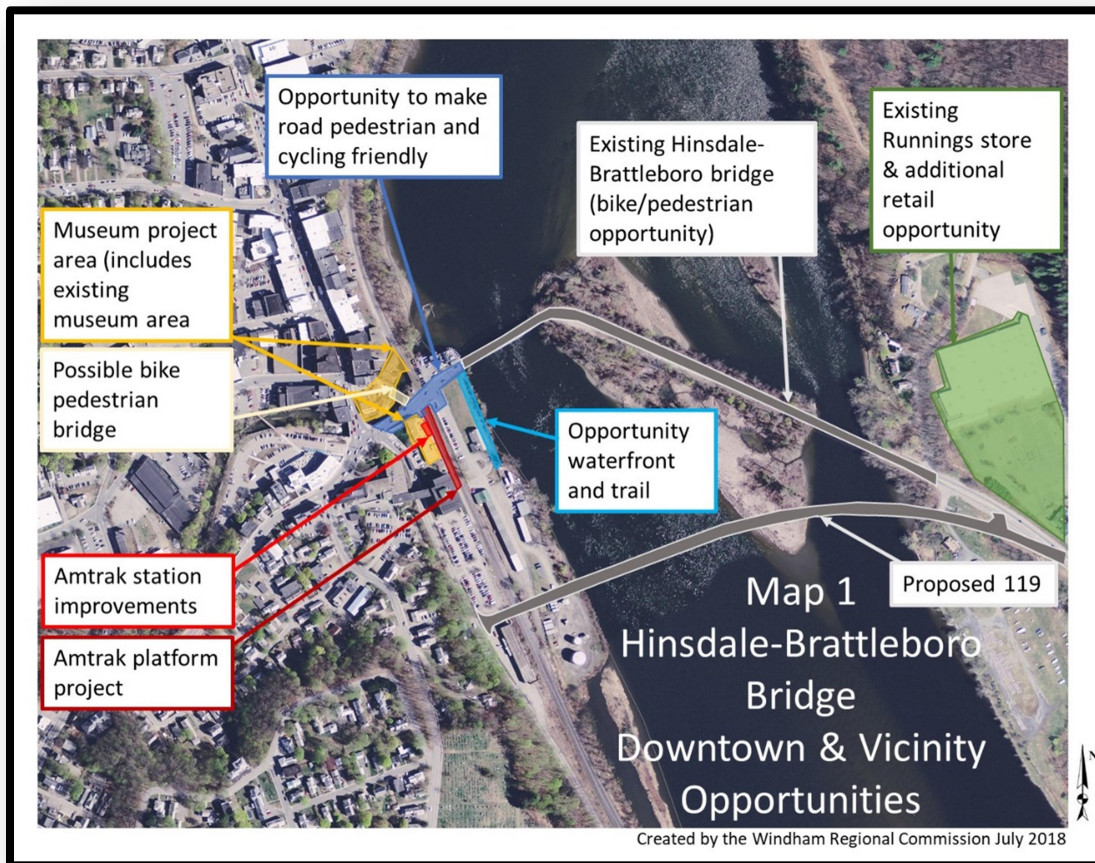 Opportunity to make
road pedestrian and
cycling friendly
Existing Hinsdale-
Brattleboro bridge
(bike/pedestrian
opportunity)
Existing
Runnings store
& additional
retail
opportunity
Museum project
area (includes
existing
museum area
Possible bike
pedestrian
bridge
Opportunity
waterfront
and trail
Amtrak station
improvements
Amtrak platform
project
Proposed 119
Map 1
Hinsdale-Brattleboro
Bridge
Downtown & Vicinity
Opportunities
N
Created by the Windham Regional Commission July 2018